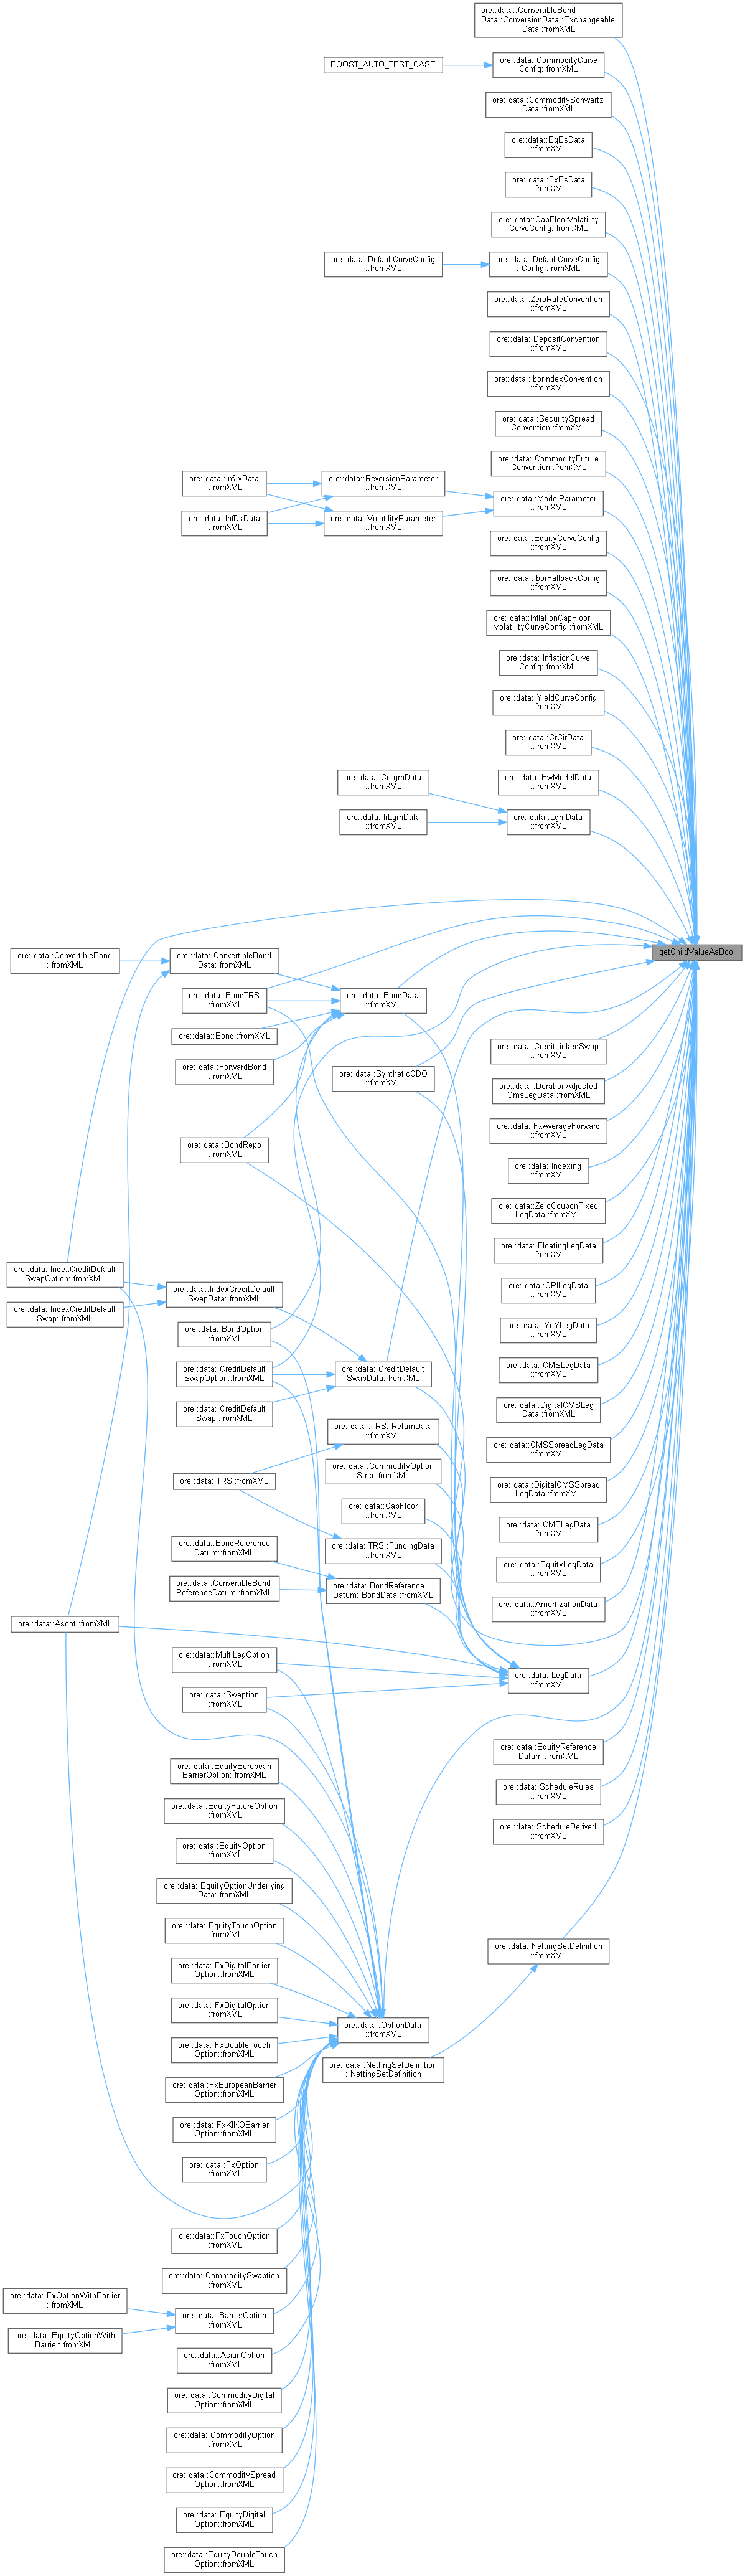 ore::data::ConvertibleBond
Data::ConversionData::Exchangeable
Data::fromXML
BOOST_AUTO_TEST_CASE
ore::data::CommodityCurve
Config::fromXML
ore::data::CommoditySchwartz
Data::fromXML
ore::data::EqBsData
::fromXML
ore::data::FxBsData
::fromXML
ore::data::CapFloorVolatility
CurveConfig::fromXML
ore::data::DefaultCurveConfig
::fromXML
ore::data::DefaultCurveConfig
::Config::fromXML
ore::data::ZeroRateConvention
::fromXML
ore::data::DepositConvention
::fromXML
ore::data::IborIndexConvention
::fromXML
ore::data::SecuritySpread
Convention::fromXML
ore::data::CommodityFuture
Convention::fromXML
ore::data::InfJyData
::fromXML
ore::data::ReversionParameter
::fromXML
ore::data::ModelParameter
::fromXML
ore::data::InfDkData
::fromXML
ore::data::VolatilityParameter
::fromXML
ore::data::EquityCurveConfig
::fromXML
ore::data::IborFallbackConfig
::fromXML
ore::data::InflationCapFloor
VolatilityCurveConfig::fromXML
ore::data::InflationCurve
Config::fromXML
ore::data::YieldCurveConfig
::fromXML
ore::data::CrCirData
::fromXML
ore::data::CrLgmData
::fromXML
ore::data::HwModelData
::fromXML
ore::data::IrLgmData
::fromXML
ore::data::LgmData
::fromXML
getChildValueAsBool
ore::data::ConvertibleBond
::fromXML
ore::data::ConvertibleBond
Data::fromXML
ore::data::BondTRS
::fromXML
ore::data::BondData
::fromXML
ore::data::Bond::fromXML
ore::data::ForwardBond
::fromXML
ore::data::SyntheticCDO
::fromXML
ore::data::CreditLinkedSwap
::fromXML
ore::data::DurationAdjusted
CmsLegData::fromXML
ore::data::FxAverageForward
::fromXML
ore::data::BondRepo
::fromXML
ore::data::Indexing
::fromXML
ore::data::ZeroCouponFixed
LegData::fromXML
ore::data::FloatingLegData
::fromXML
ore::data::IndexCreditDefault
SwapOption::fromXML
ore::data::IndexCreditDefault
Swap::fromXML
ore::data::IndexCreditDefault
SwapData::fromXML
ore::data::CPILegData
::fromXML
ore::data::BondOption
::fromXML
ore::data::YoYLegData
::fromXML
ore::data::CreditDefault
SwapOption::fromXML
ore::data::CreditDefault
SwapData::fromXML
ore::data::CMSLegData
::fromXML
ore::data::CreditDefault
Swap::fromXML
ore::data::DigitalCMSLeg
Data::fromXML
ore::data::TRS::ReturnData
::fromXML
ore::data::CMSSpreadLegData
::fromXML
ore::data::TRS::fromXML
ore::data::CommodityOption
Strip::fromXML
ore::data::DigitalCMSSpread
LegData::fromXML
ore::data::CapFloor
::fromXML
ore::data::CMBLegData
::fromXML
ore::data::BondReference
Datum::fromXML
ore::data::TRS::FundingData
::fromXML
ore::data::EquityLegData
::fromXML
ore::data::ConvertibleBond
ReferenceDatum::fromXML
ore::data::BondReference
Datum::BondData::fromXML
ore::data::AmortizationData
::fromXML
ore::data::Ascot::fromXML
ore::data::MultiLegOption
::fromXML
ore::data::LegData
::fromXML
ore::data::Swaption
::fromXML
ore::data::EquityReference
Datum::fromXML
ore::data::EquityEuropean
BarrierOption::fromXML
ore::data::ScheduleRules
::fromXML
ore::data::EquityFutureOption
::fromXML
ore::data::ScheduleDerived
::fromXML
ore::data::EquityOption
::fromXML
ore::data::EquityOptionUnderlying
Data::fromXML
ore::data::EquityTouchOption
::fromXML
ore::data::NettingSetDefinition
::fromXML
ore::data::FxDigitalBarrier
Option::fromXML
ore::data::FxDigitalOption
::fromXML
ore::data::OptionData
::fromXML
ore::data::FxDoubleTouch
Option::fromXML
ore::data::NettingSetDefinition
::NettingSetDefinition
ore::data::FxEuropeanBarrier
Option::fromXML
ore::data::FxKIKOBarrier
Option::fromXML
ore::data::FxOption
::fromXML
ore::data::FxTouchOption
::fromXML
ore::data::CommoditySwaption
::fromXML
ore::data::FxOptionWithBarrier
::fromXML
ore::data::BarrierOption
::fromXML
ore::data::EquityOptionWith
Barrier::fromXML
ore::data::AsianOption
::fromXML
ore::data::CommodityDigital
Option::fromXML
ore::data::CommodityOption
::fromXML
ore::data::CommoditySpread
Option::fromXML
ore::data::EquityDigital
Option::fromXML
ore::data::EquityDoubleTouch
Option::fromXML